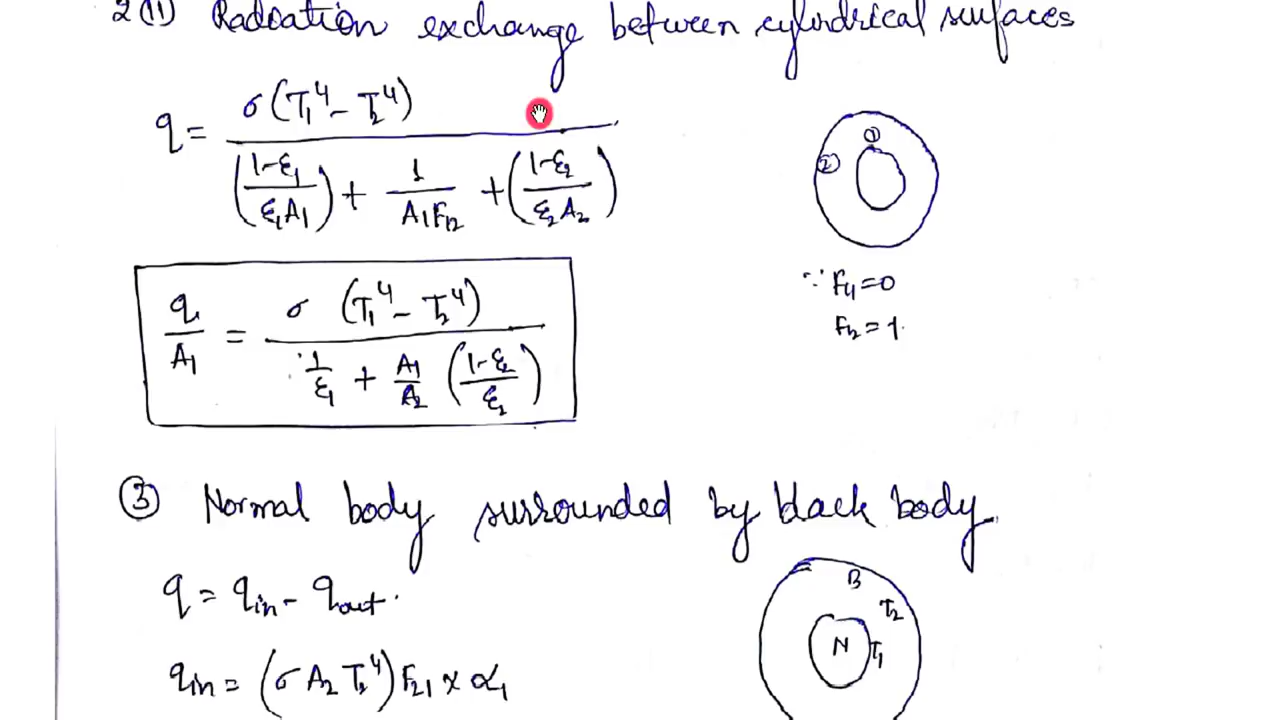 2(ii) Radiation exchange between cylindrical surfaces
q = σ(T₁⁴ - T₂⁴) / ((1-ε₁)/(ε₁A₁)) + 1/(A₁F₁₂) + ((1-ε₂)/(ε₂A₂))
①
②
∵ F₁₁ = 0
F₁₂ = 1.
q/A₁ = σ (T₁⁴ - T₂⁴) / 1/ε₁ + A₁/A₂ ((1-ε₂)/ε₂)
③ Normal body surrounded by black body.
B
T₂
N T₁
q = qin - qout.
qin = (σ A₂ T₂⁴) F₂₁ × α₁